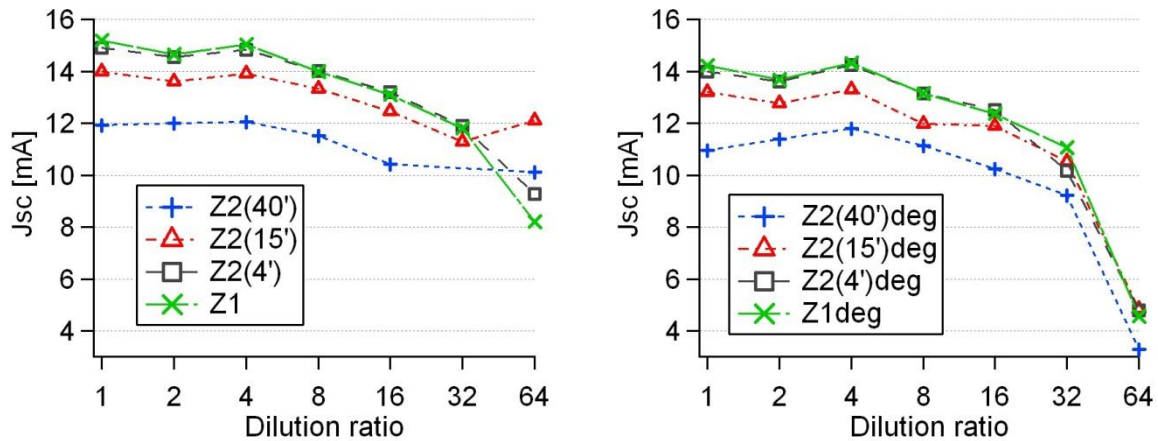 16
14
12
10
8
6
4
Jsc [mA]
Z2(40')
Z2(15')
Z2(4')
Z1
1 2 4 8 16 32 64
Dilution ratio
16
14
12
10
8
6
4
Jsc [mA]
Z2(40')deg
Z2(15')deg
Z2(4')deg
Z1deg
1 2 4 8 16 32 64
Dilution ratio